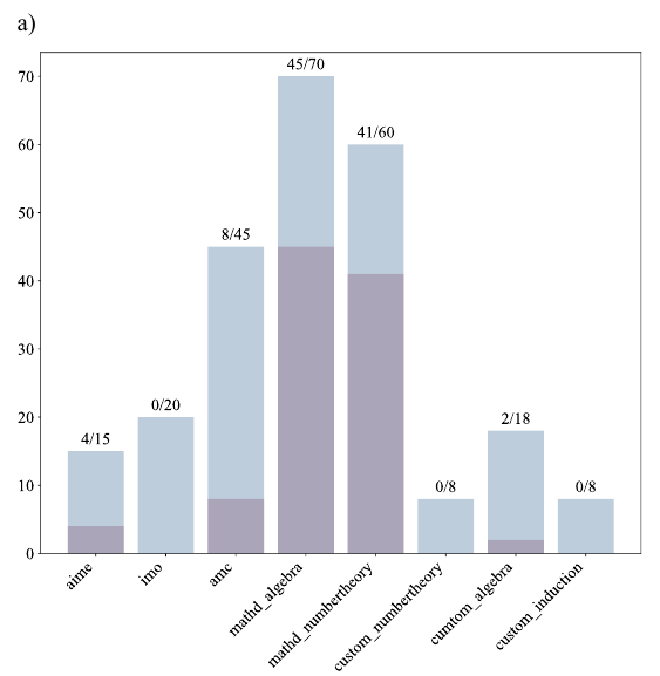 a)
70
60
50
40
30
20
10
0
4/15
0/20
8/45
45/70
41/60
0/8
2/18
0/8
aime
imo
amc
mathd_algebra
mathd_numbertheory
custom_numbertheory
cumtom_algebra
custom_induction